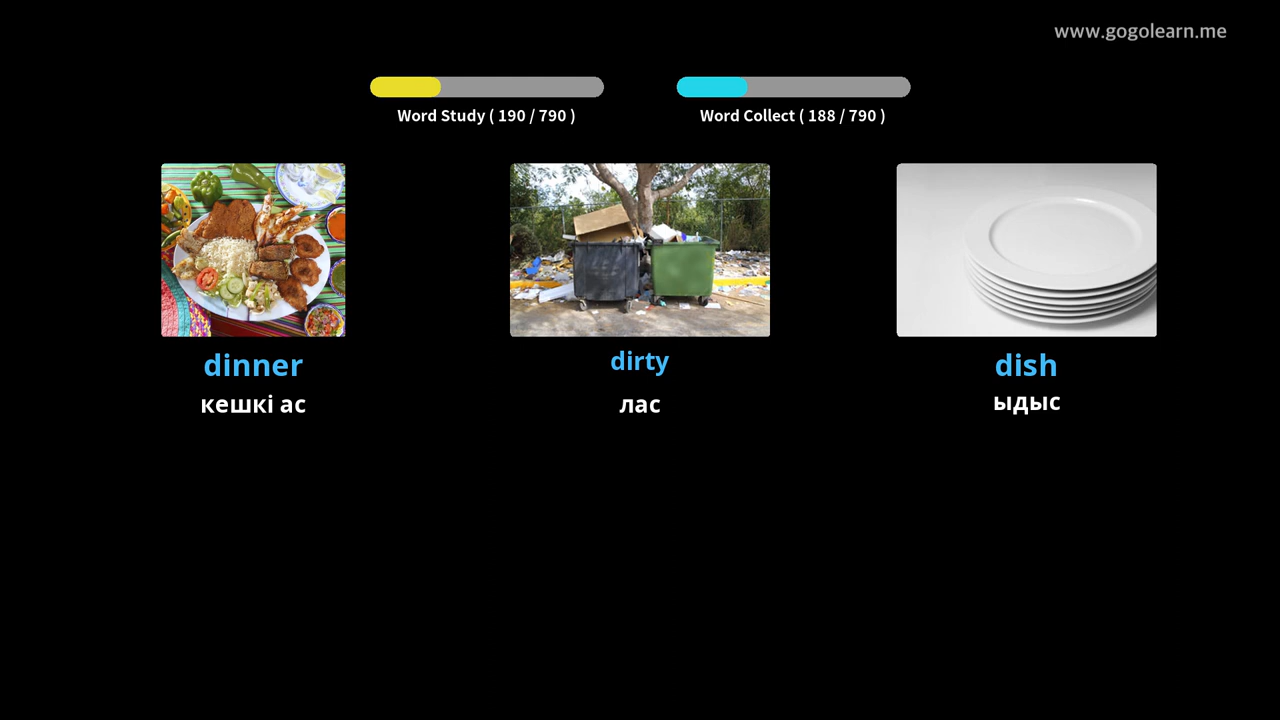 www.gogolearn.me
Word Study ( 190 / 790 )
Word Collect ( 188 / 790 )
dinner
кешкі ас
dirty
лас
dish
ыдыс